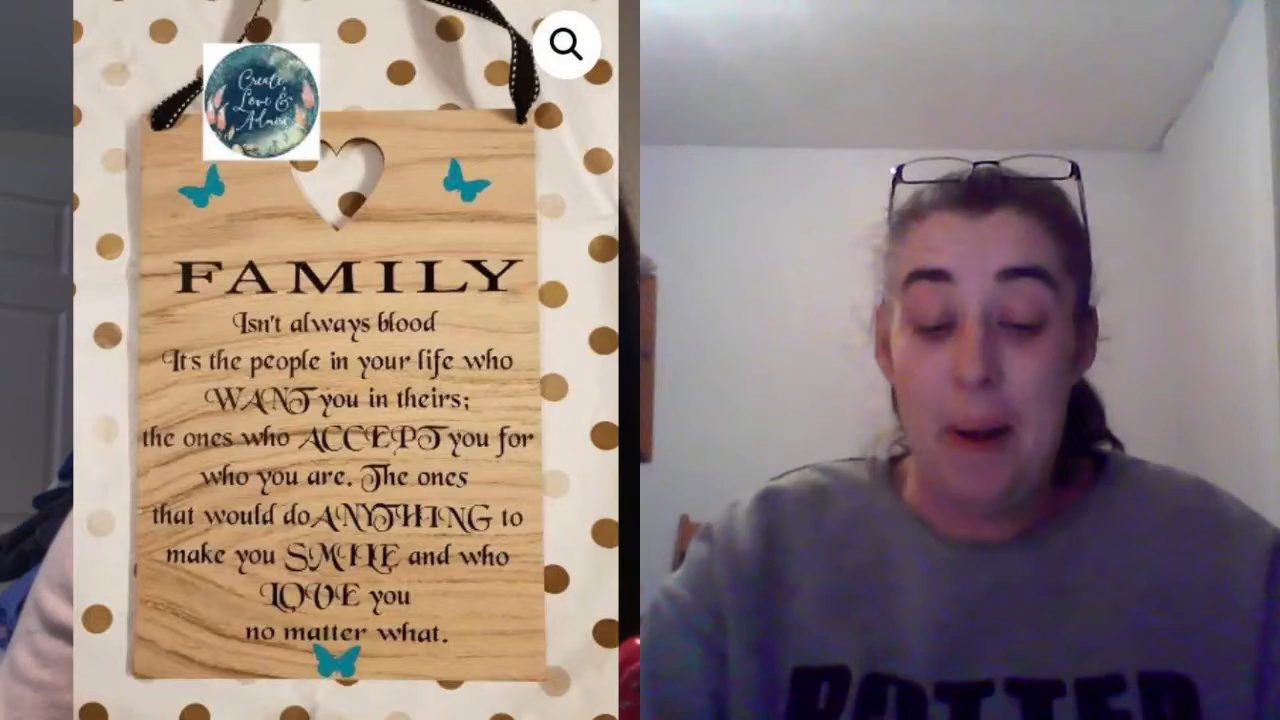 Create,
Love &
Admire
FAMILY
Isn't always blood
It's the people in your life who
WANT you in theirs;
the ones who ACCEPT you for
who you are. The ones
that would do ANYTHING to
make you SMILE and who
LOVE you
no matter what.
POTTER